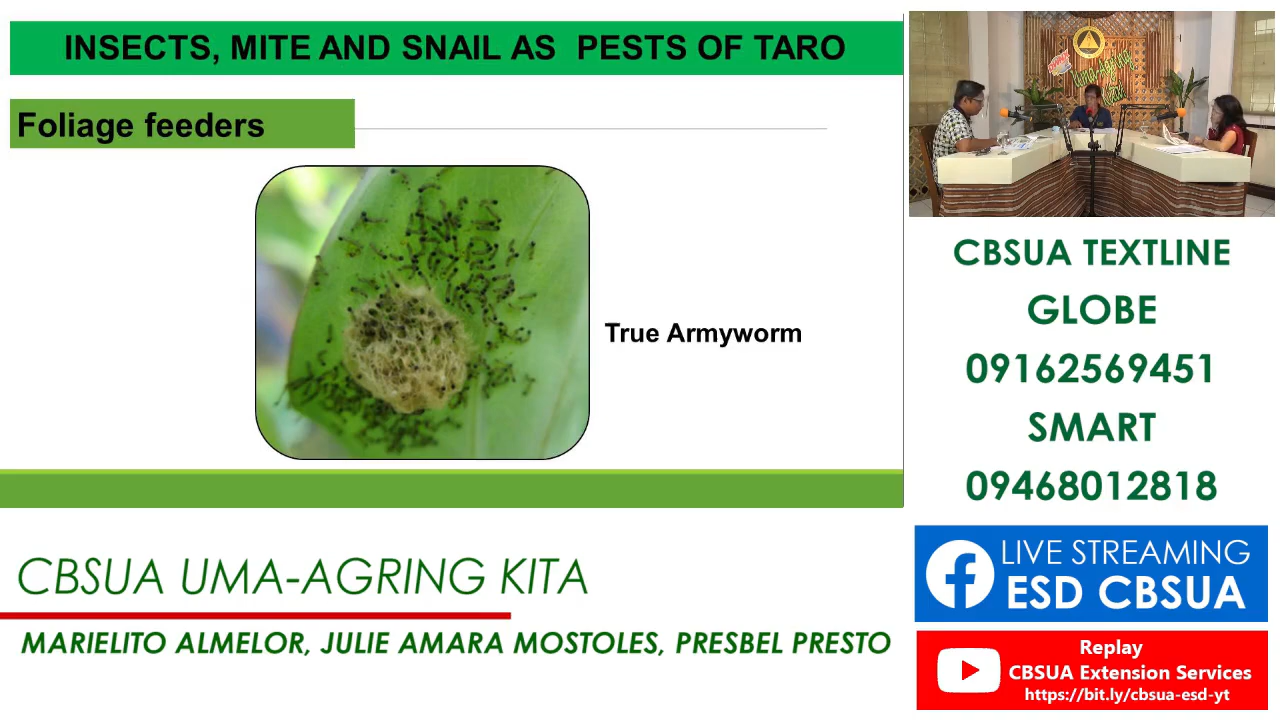 INSECTS, MITE AND SNAIL AS PESTS OF TARO
Foliage feeders
True Armyworm
CBSUA TEXTLINE
GLOBE
09162569451
SMART
09468012818
CBSUA UMA-AGRING KITA
MARIELITO ALMELOR, JULIE AMARA MOSTOLES, PRESBEL PRESTO
LIVE STREAMING
ESD CBSUA
Replay
CBSUA Extension Services
https://bit.ly/cbsua-esd-yt